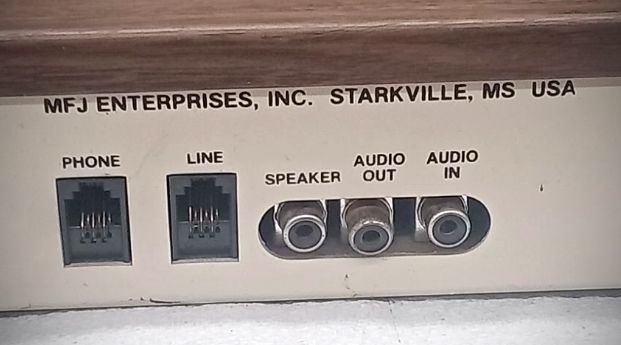 MFJ ENTERPRISES, INC. STARKVILLE, MS USA
PHONE
LINE
SPEAKER
AUDIO
OUT
AUDIO
IN